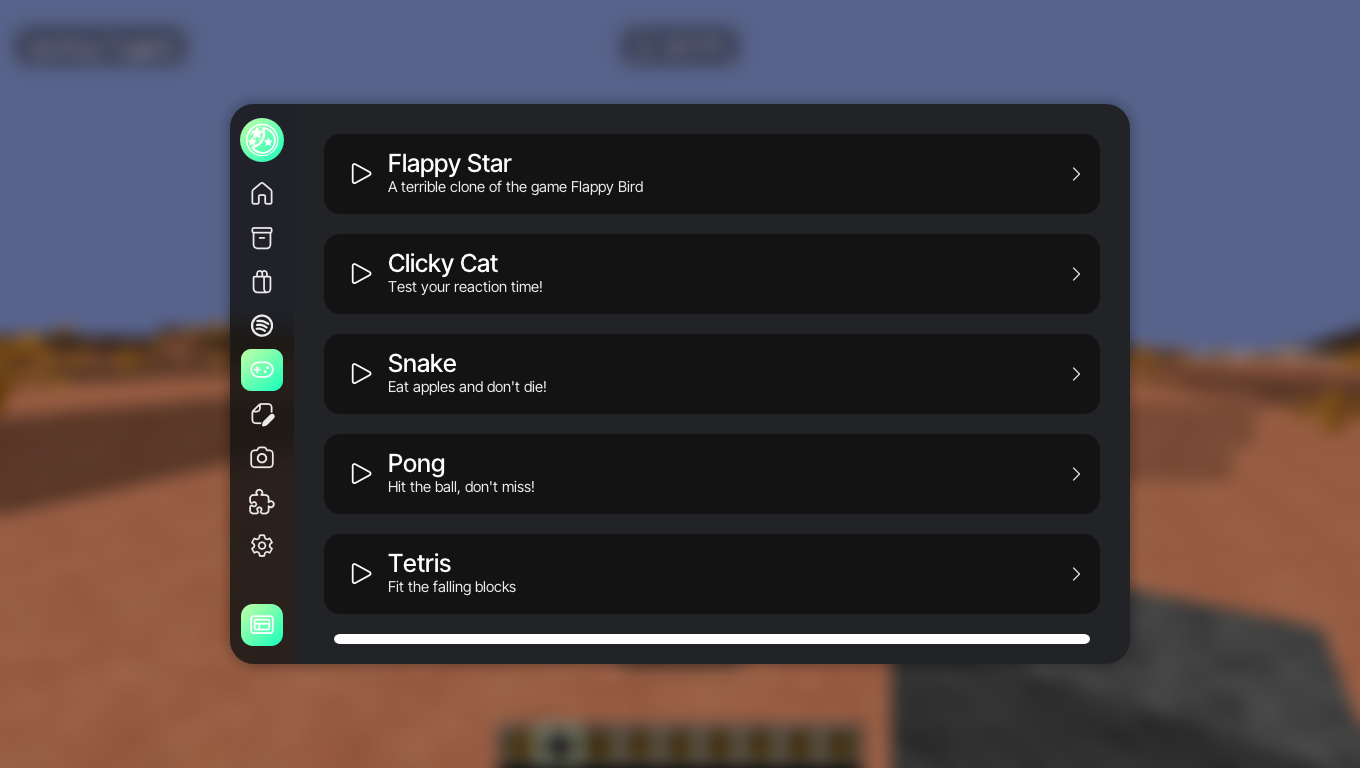 Flappy Star
A terrible clone of the game Flappy Bird
Clicky Cat
Test your reaction time!
Snake
Eat apples and don't die!
Pong
Hit the ball, don't miss!
Tetris
Fit the falling blocks